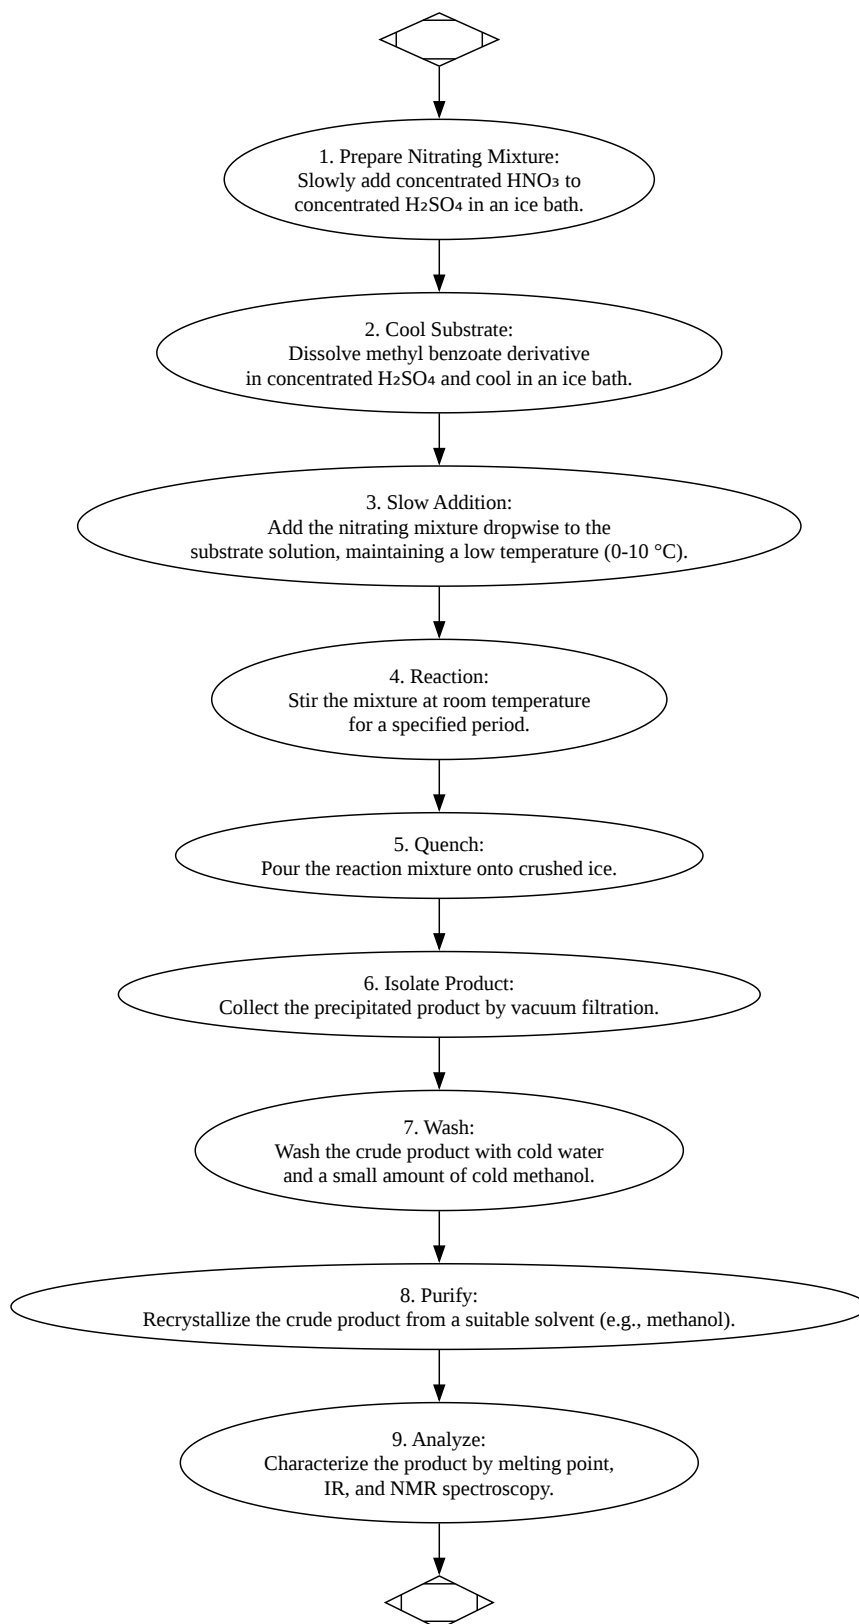 1. Prepare Nitrating Mixture:
Slowly add concentrated HNO₃ to
concentrated H₂SO₄ in an ice bath.
2. Cool Substrate:
Dissolve methyl benzoate derivative
in concentrated H₂SO₄ and cool in an ice bath.
3. Slow Addition:
Add the nitrating mixture dropwise to the
substrate solution, maintaining a low temperature (0-10 °C).
4. Reaction:
Stir the mixture at room temperature
for a specified period.
5. Quench:
Pour the reaction mixture onto crushed ice.
6. Isolate Product:
Collect the precipitated product by vacuum filtration.
7. Wash:
Wash the crude product with cold water
and a small amount of cold methanol.
8. Purify:
Recrystallize the crude product from a suitable solvent (e.g., methanol).
9. Analyze:
Characterize the product by melting point,
IR, and NMR spectroscopy.